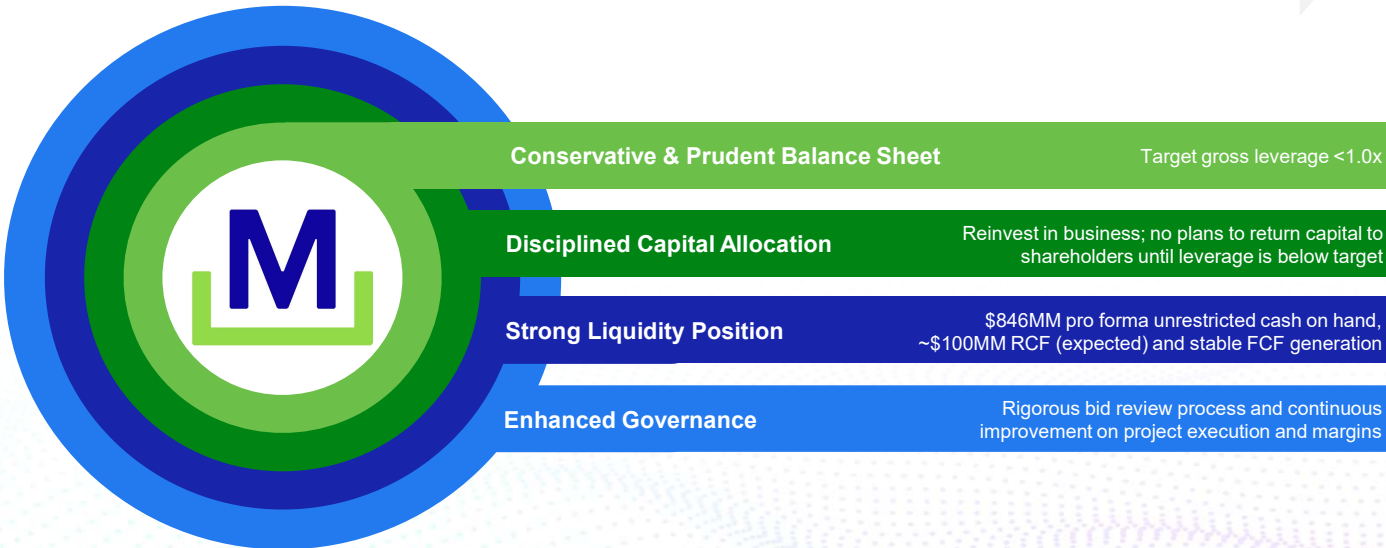 M
Conservative & Prudent Balance Sheet
Target gross leverage <1.0x
Disciplined Capital Allocation
Reinvest in business; no plans to return capital to
shareholders until leverage is below target
Strong Liquidity Position
$846MM pro forma unrestricted cash on hand,
~$100MM RCF (expected) and stable FCF generation
Enhanced Governance
Rigorous bid review process and continuous
improvement on project execution and margins